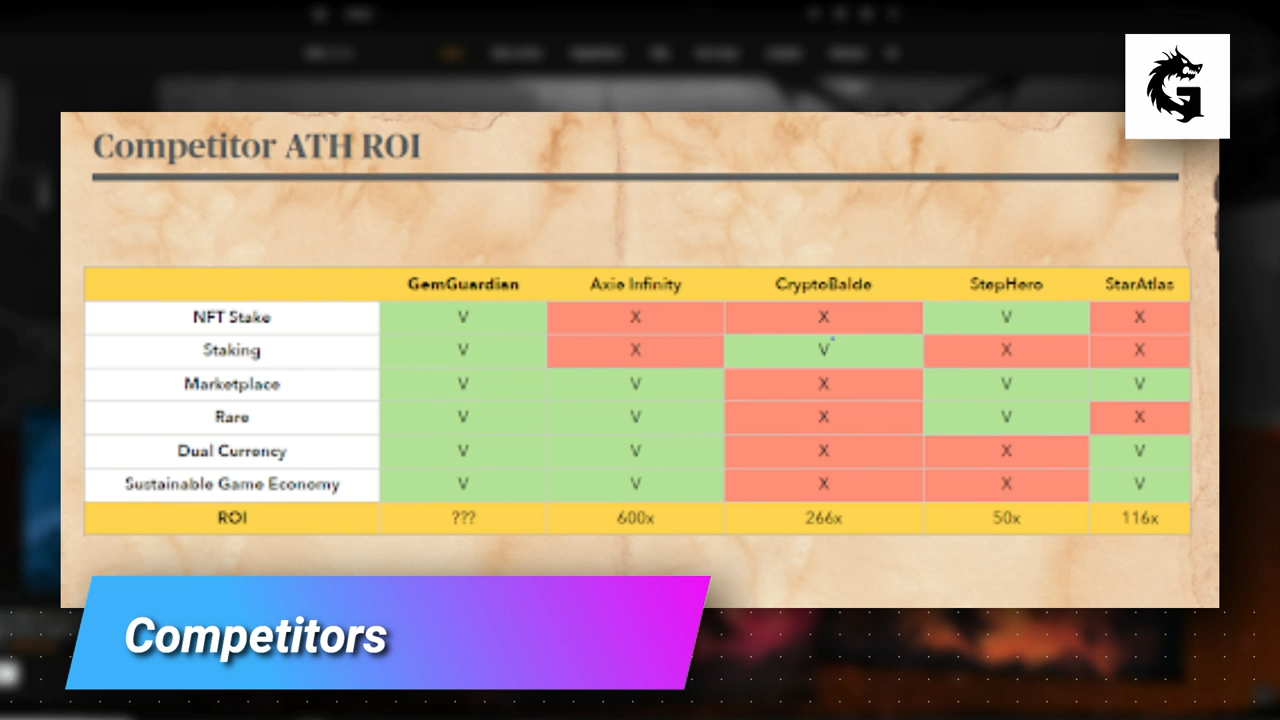 Competitor ATH ROI
GemGuardian Axie Infinity CryptoBalde StepHero StarAtlas
NFT Stake V X X V X
Staking V X V X X
Marketplace V V X V V
Rare V V X V X
Dual Currency V V X X V
Sustainable Game Economy V V X X V
ROI ??? 600x 266x 50x 116x
Competitors